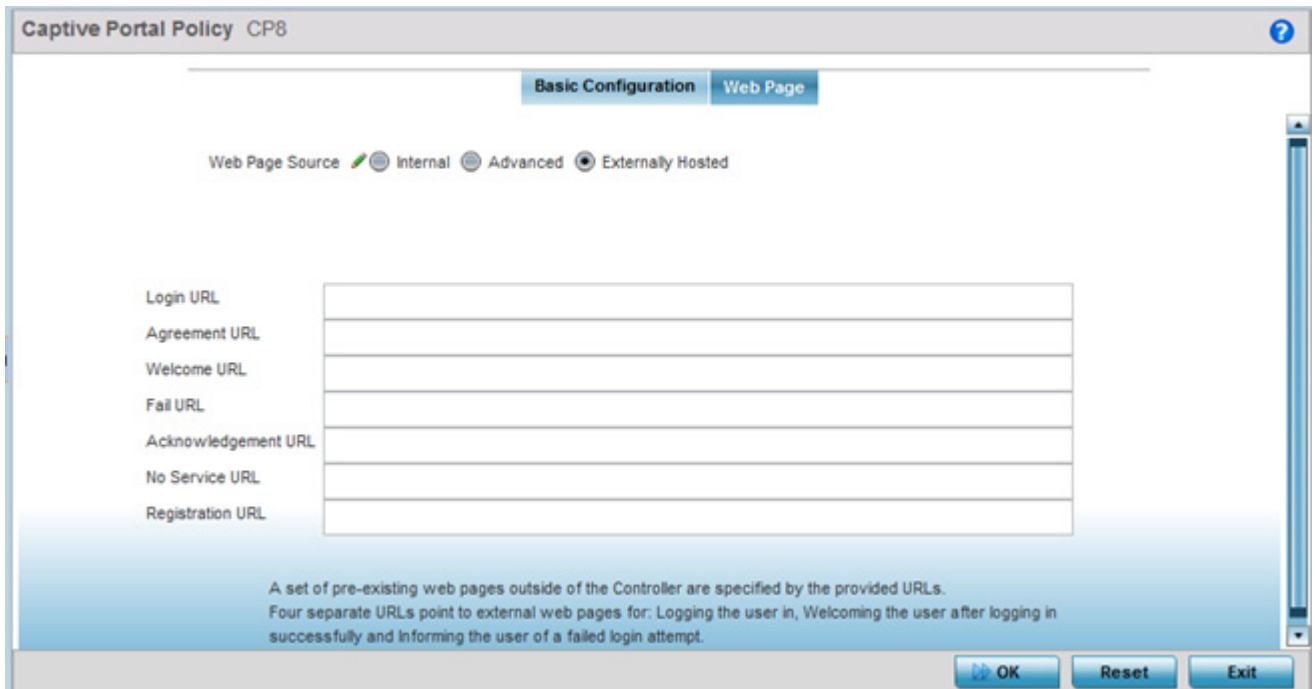 Captive Portal Policy CP8
?
Basic Configuration Web Page
Web Page Source Internal Advanced Externally Hosted
Login URL
Agreement URL
Welcome URL
Fail URL
Acknowledgement URL
No Service URL
Registration URL
A set of pre-existing web pages outside of the Controller are specified by the provided URLs.
Four separate URLs point to external web pages for: Logging the user in, Welcoming the user after logging in
successfully and Informing the user of a failed login attempt.
OK Reset Exit